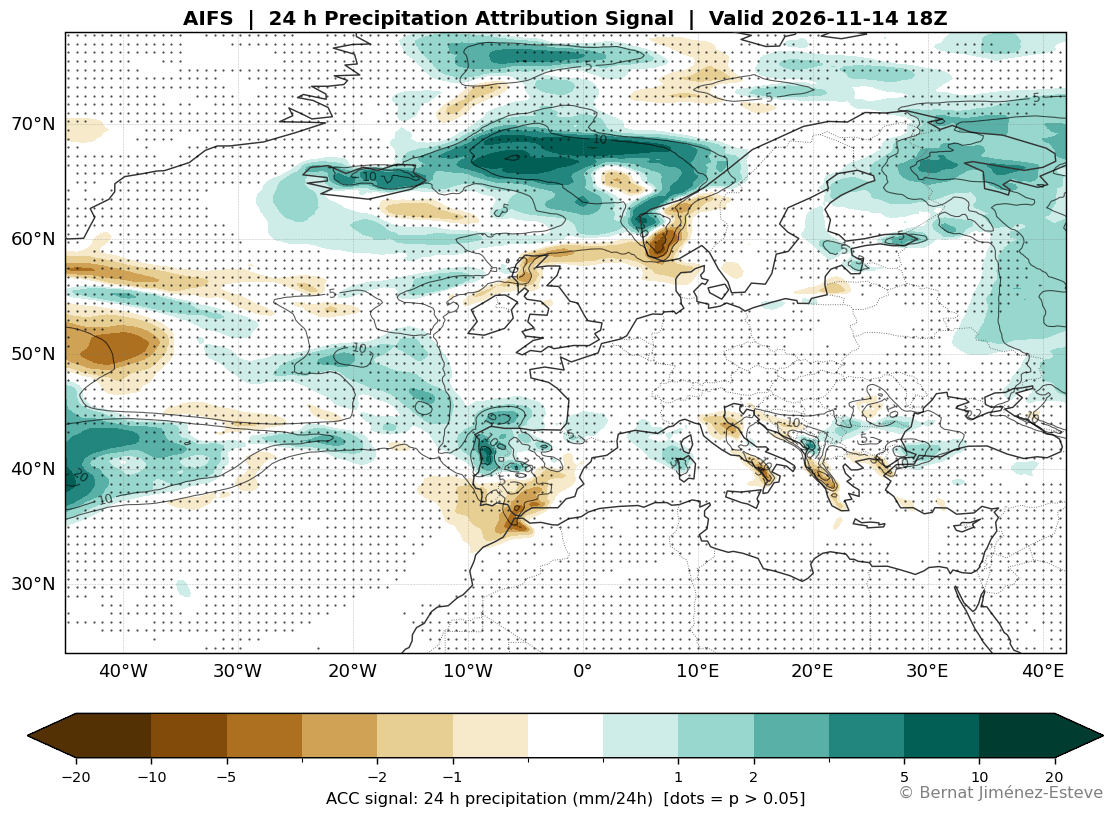 AIFS | 24 h Precipitation Attribution Signal | Valid 2026-11-14 18Z
70°N
60°N
50°N
40°N
30°N
40°W 30°W 20°W 10°W 0° 10°E 20°E 30°E 40°E
−20 −10 −5 −2 −1 1 2 5 10 20
ACC signal: 24 h precipitation (mm/24h) [dots = p > 0.05]
© Bernat Jiménez-Esteve